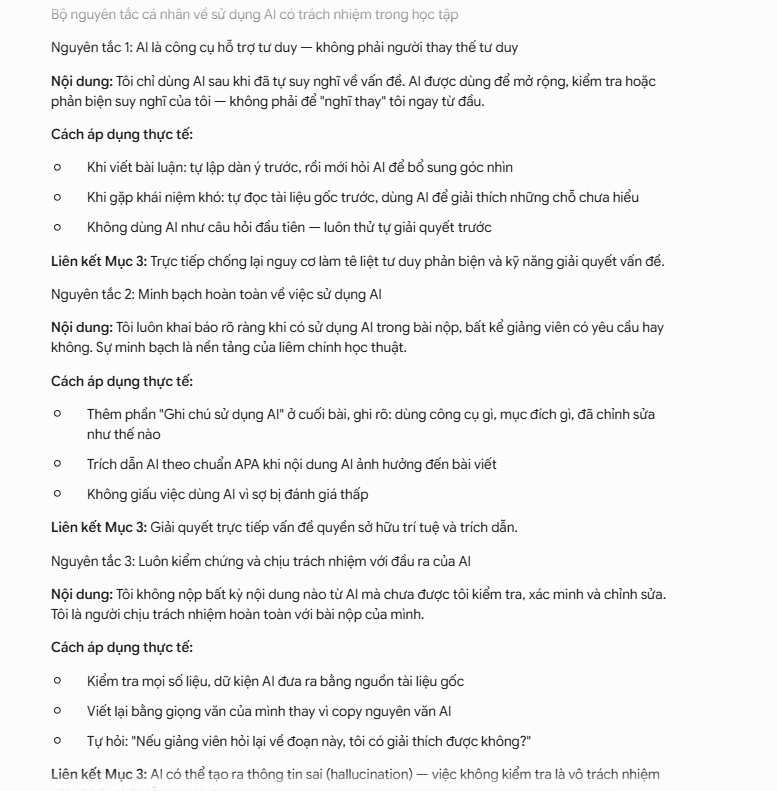 Bộ nguyên tắc cá nhân về sử dụng AI có trách nhiệm trong học tập
Nguyên tắc 1: AI là công cụ hỗ trợ tư duy — không phải người thay thế tư duy
Nội dung: Tôi chỉ dùng AI sau khi đã tự suy nghĩ về vấn đề. AI được dùng để mở rộng, kiểm tra hoặc
phản biện suy nghĩ của tôi — không phải để "nghĩ thay" tôi ngay từ đầu.
Cách áp dụng thực tế:
Khi viết bài luận: tự lập dàn ý trước, rồi mới hỏi AI để bổ sung góc nhìn
Khi gặp khái niệm khó: tự đọc tài liệu gốc trước, dùng AI để giải thích những chỗ chưa hiểu
Không dùng AI như câu hỏi đầu tiên — luôn thử tự giải quyết trước
Liên kết Mục 3: Trực tiếp chống lại nguy cơ làm tê liệt tư duy phản biện và kỹ năng giải quyết vấn đề.
Nguyên tắc 2: Minh bạch hoàn toàn về việc sử dụng AI
Nội dung: Tôi luôn khai báo rõ ràng khi có sử dụng AI trong bài nộp, bất kể giảng viên có yêu cầu hay
không. Sự minh bạch là nền tảng của liêm chính học thuật.
Cách áp dụng thực tế:
Thêm phần "Ghi chú sử dụng AI" ở cuối bài, ghi rõ: dùng công cụ gì, mục đích gì, đã chỉnh sửa
như thế nào
Trích dẫn AI theo chuẩn APA khi nội dung AI ảnh hưởng đến bài viết
Không giấu việc dùng AI vì sợ bị đánh giá thấp
Liên kết Mục 3: Giải quyết trực tiếp vấn đề quyền sở hữu trí tuệ và trích dẫn.
Nguyên tắc 3: Luôn kiểm chứng và chịu trách nhiệm với đầu ra của AI
Nội dung: Tôi không nộp bất kỳ nội dung nào từ AI mà chưa được tôi kiểm tra, xác minh và chỉnh sửa.
Tôi là người chịu trách nhiệm hoàn toàn với bài nộp của mình.
Cách áp dụng thực tế:
Kiểm tra mọi số liệu, dữ kiện AI đưa ra bằng nguồn tài liệu gốc
Viết lại bằng giọng văn của mình thay vì copy nguyên văn AI
Tự hỏi: "Nếu giảng viên hỏi lại về đoạn này, tôi có giải thích được không?"
Liên kết Mục 3: AI có thể tạo ra thông tin sai (hallucination) — việc không kiểm tra là vô trách nhiệm